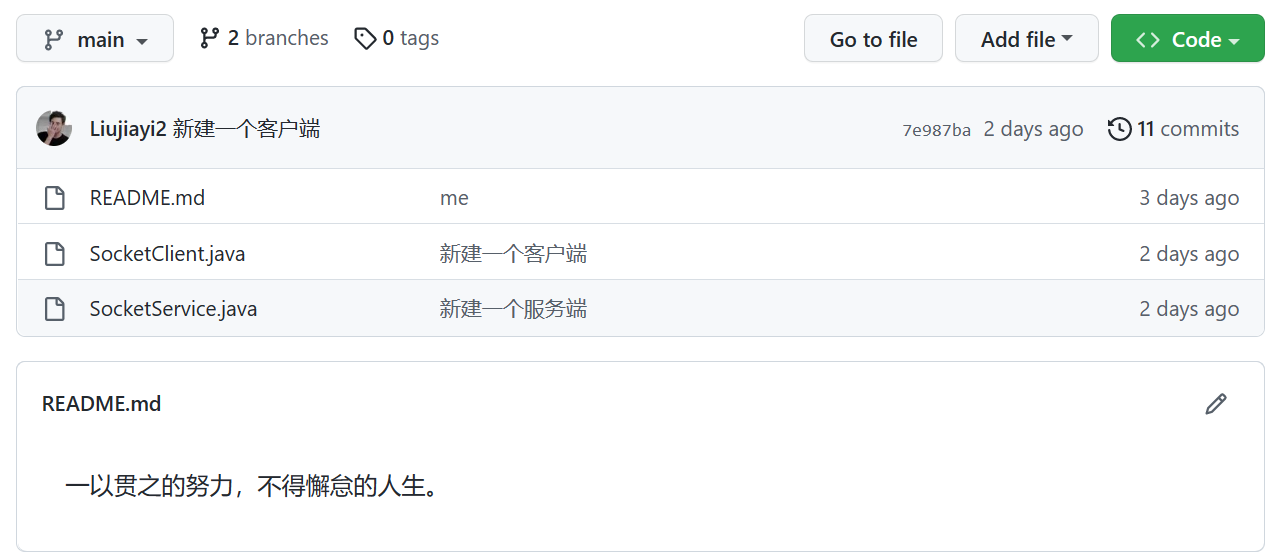 main 2 branches 0 tags Go to file Add file Code
Liujiayi2 新建一个客户端 7e987ba 2 days ago 11 commits
README.md me 3 days ago
SocketClient.java 新建一个客户端 2 days ago
SocketService.java 新建一个服务端 2 days ago
README.md
一以贯之的努力，不得懈怠的人生。